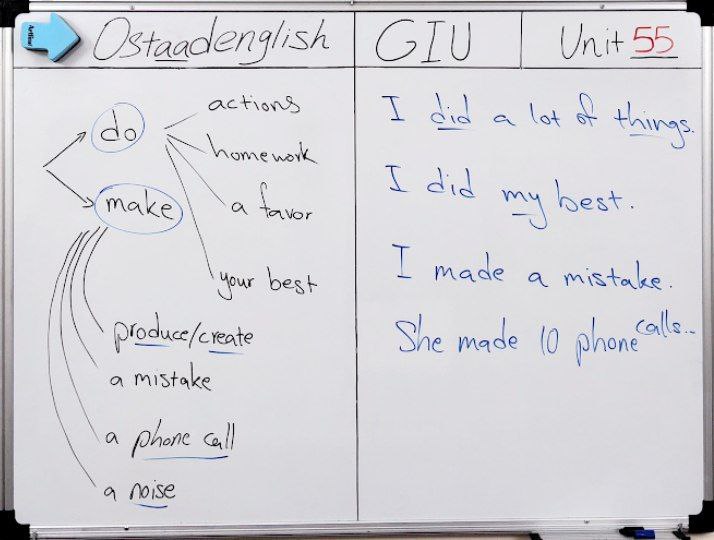 Ostaadenglish
GIU
Unit 55
do
actions
homework
a favor
your best
make
produce/create
a mistake
a phone call
a noise
I did a lot of things.
I did my best.
I made a mistake.
She made 10 phone calls...